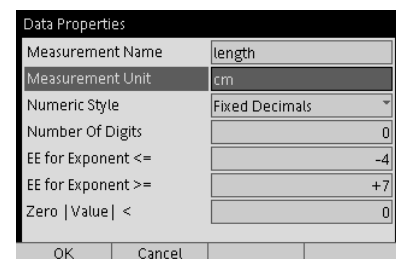 Data Properties
Measurement Name length
Measurement Unit cm
Numeric Style Fixed Decimals
Number Of Digits 0
EE for Exponent <= -4
EE for Exponent >= +7
Zero |Value| < 0
OK Cancel